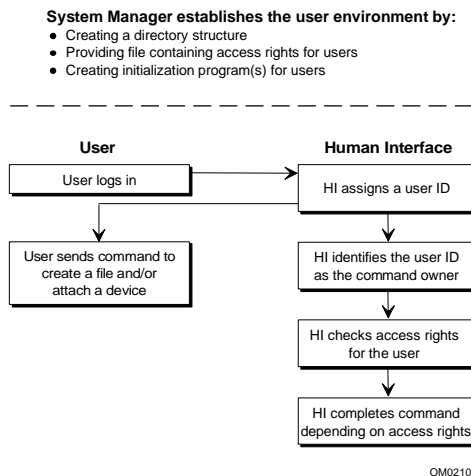 System Manager establishes the user environment by:
● Creating a directory structure
● Providing file containing access rights for users
● Creating initialization program(s) for users
User
Human Interface
User logs in
HI assigns a user ID
User sends command to
create a file and/or
attach a device
HI identifies the user ID
as the command owner
HI checks access rights
for the user
HI completes command
depending on access rights
OM0210